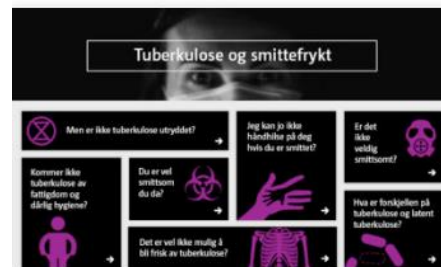 Tuberkulose og smittefrykt
Men er ikke tuberkulose utryddet?
Jeg kan jo ikke
håndhilse på deg
hvis du er smittet?
Er det
ikke
veldig
smittsomt?
Kommer ikke
tuberkulose av
fattigdom og
dårlig hygiene?
Du er vel
smittsom
du da?
Hva er forskjellen på
tuberkulose og latent
tuberkulose?
Det er vel ikke mulig å
bli frisk av tuberkulose?